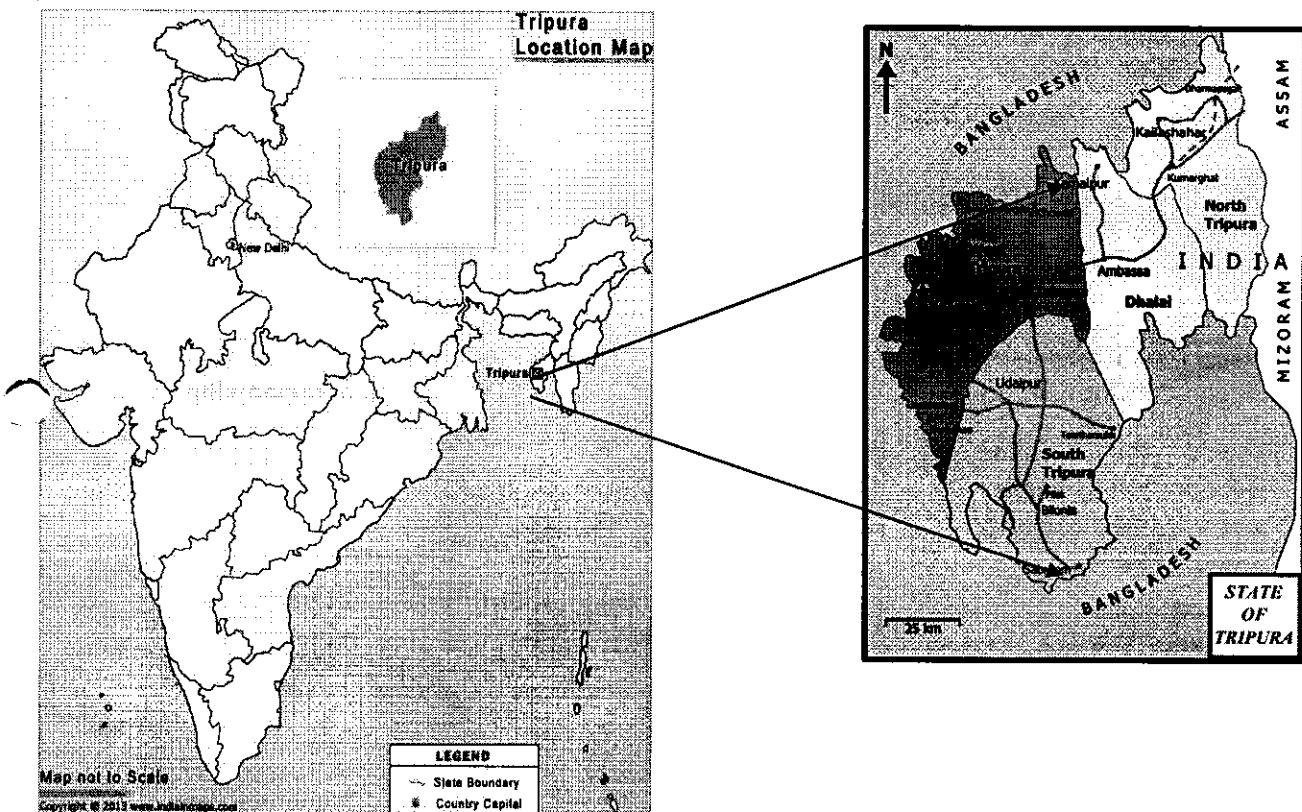 Tripura
Location Map
Tripura
New Delhi
Tripura
Map not to Scale
Copyright © 2013 www.
LEGEND
State Boundary
Country Capital
N
BANGLADESH
ASSAM
Kailashahar
Kumarghat
North
Tripura
INDIA
Ambassa
Dhalai
MIZORAM
Udaipur
South
Tripura
BANGLADESH
25 km
STATE
OF
TRIPURA